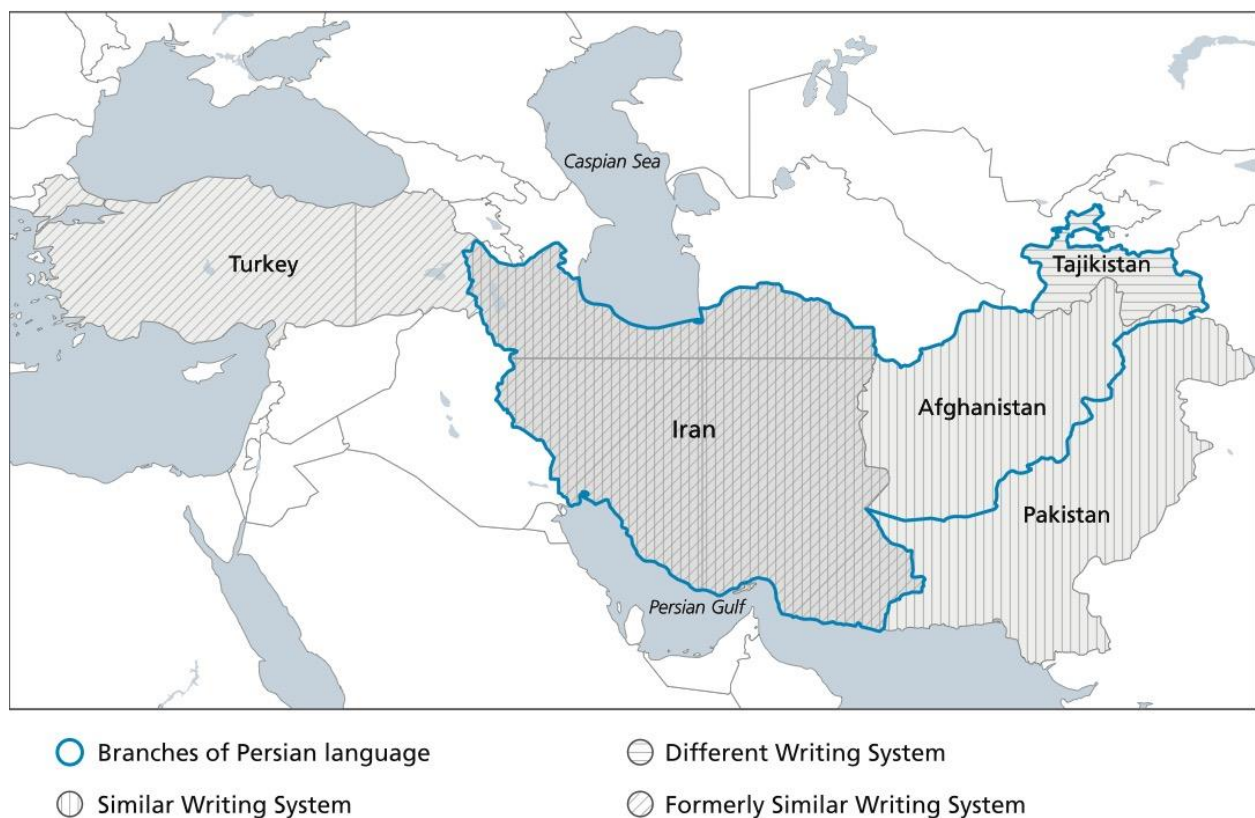 Caspian Sea
Turkey
Tajikistan
Afghanistan
Iran
Pakistan
Persian Gulf
Branches of Persian language
Different Writing System
Similar Writing System
Formerly Similar Writing System